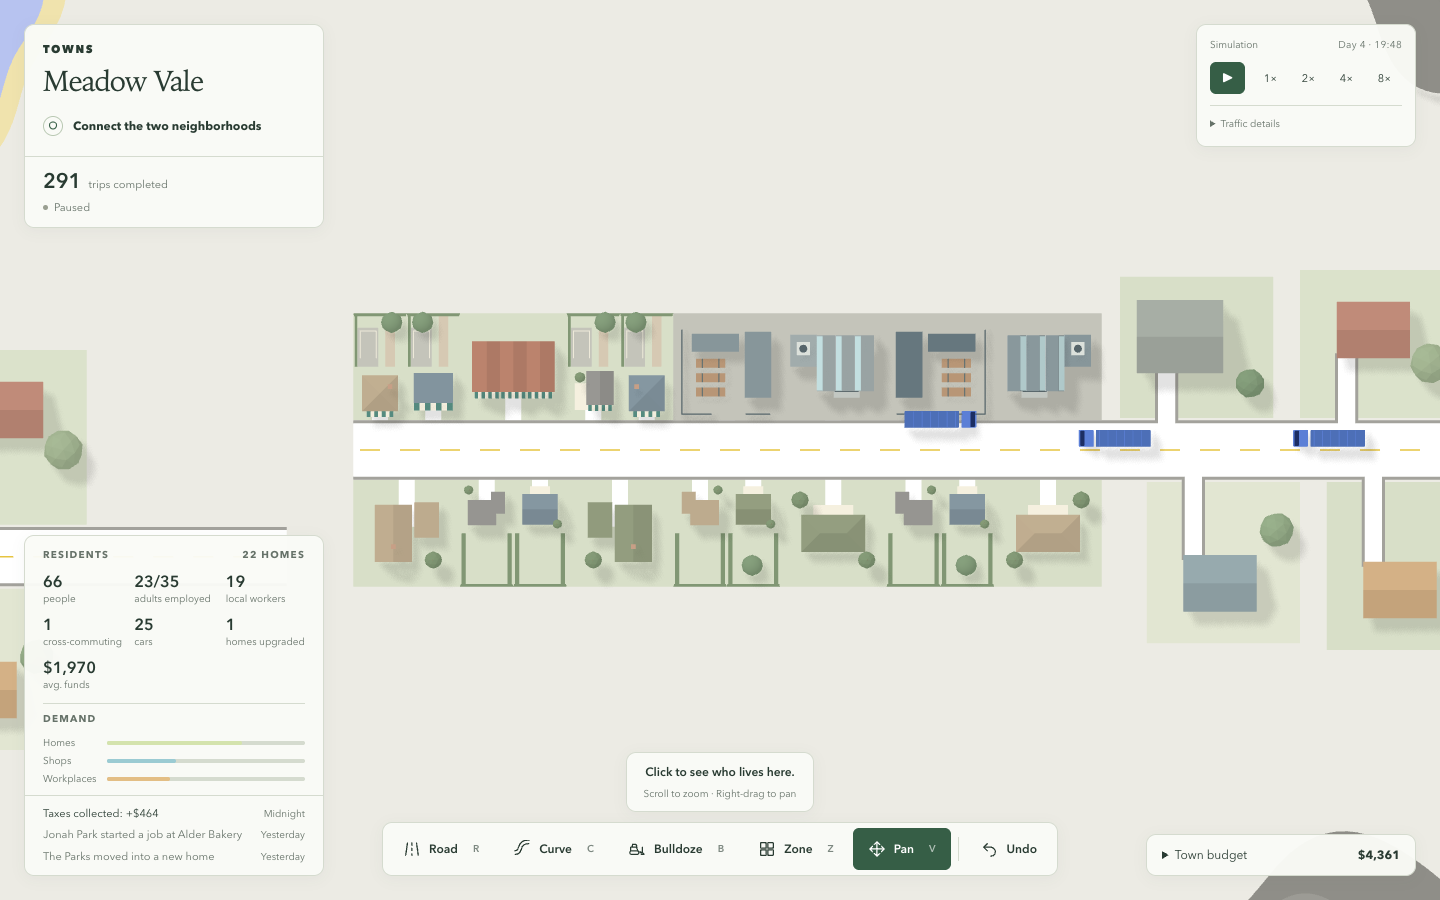 TOWNS
Meadow Vale
Connect the two neighborhoods
291 trips completed
Paused
Simulation Day 4 · 19:48
1× 2× 4× 8×
Traffic details
RESIDENTS 22 HOMES
66 23/35 19
people adults employed local workers
1 25 1
cross-commuting cars homes upgraded
$1,970
avg. funds
DEMAND
Homes
Shops
Workplaces
Taxes collected: +$464 Midnight
Jonah Park started a job at Alder Bakery Yesterday
The Parks moved into a new home Yesterday
Click to see who lives here.
Scroll to zoom · Right-drag to pan
Road R Curve C Bulldoze B Zone Z Pan V Undo
Town budget $4,361